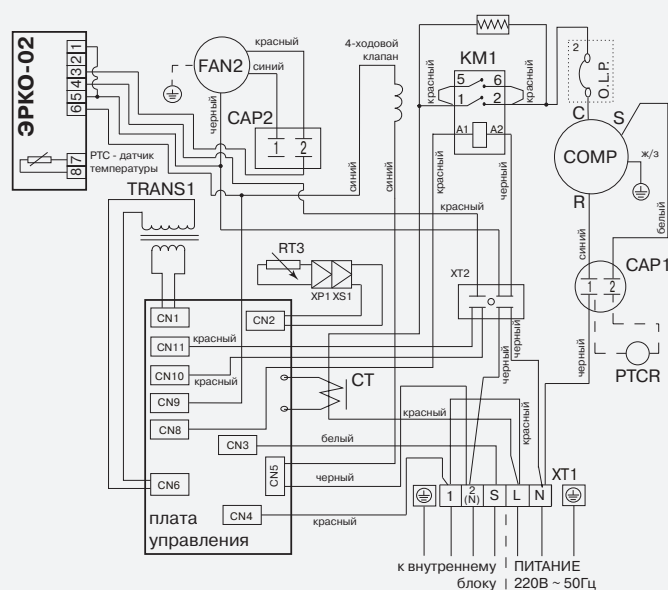 ЭРКО-02
1
2
3
4
5
6
7
8
РТС - датчик
температуры
FAN2
красный
синий
черный
CAP2
1 2
4-ходовой
клапан
KM1
5 6
1 2
A1 A2
красный
красный
красный
черный
2
O.L.P.
C S
COMP
R
ж/з
белый
синий
CAP1
1 2
черный
PTCR
TRANS1
синий
синий
красный
RT3
XP1 XS1
XT2
CN1
CN2
CN11
красный
CN10
красный
CN9
CN8
CT
черный
черный
красный
черный
красный
CN3
белый
CN5
черный
CN6
CN4
красный
плата
управления
1 2 (N) S L N
XT1
к внутреннему
блоку
ПИТАНИЕ
220В ~ 50Гц